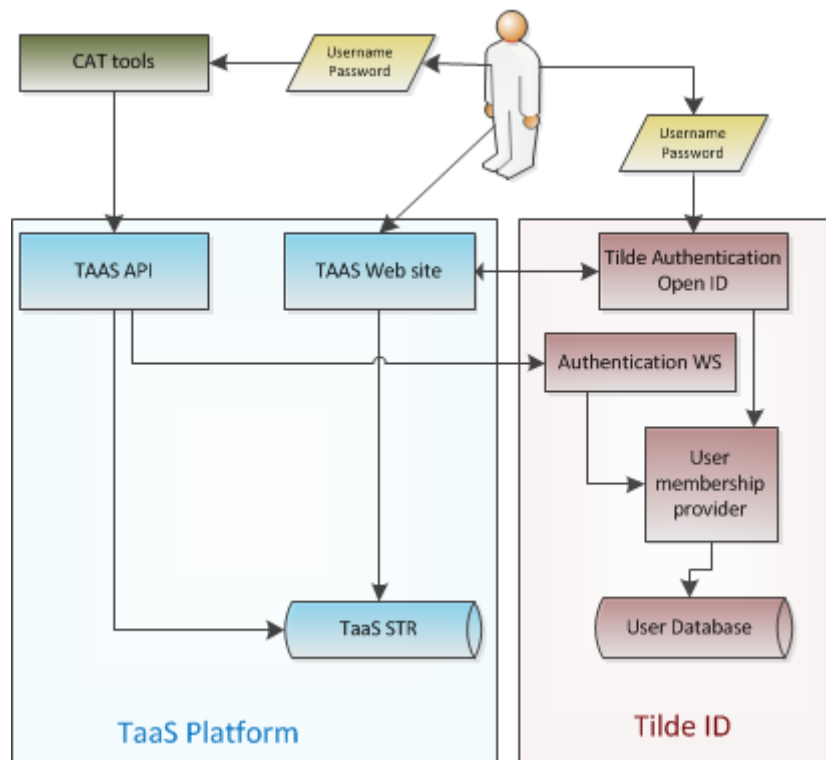 CAT tools
Username
Password
Username
Password
TAAS API
TAAS Web site
Tilde Authentication
Open ID
Authentication WS
User
membership
provider
TaaS STR
User Database
TaaS Platform
Tilde ID